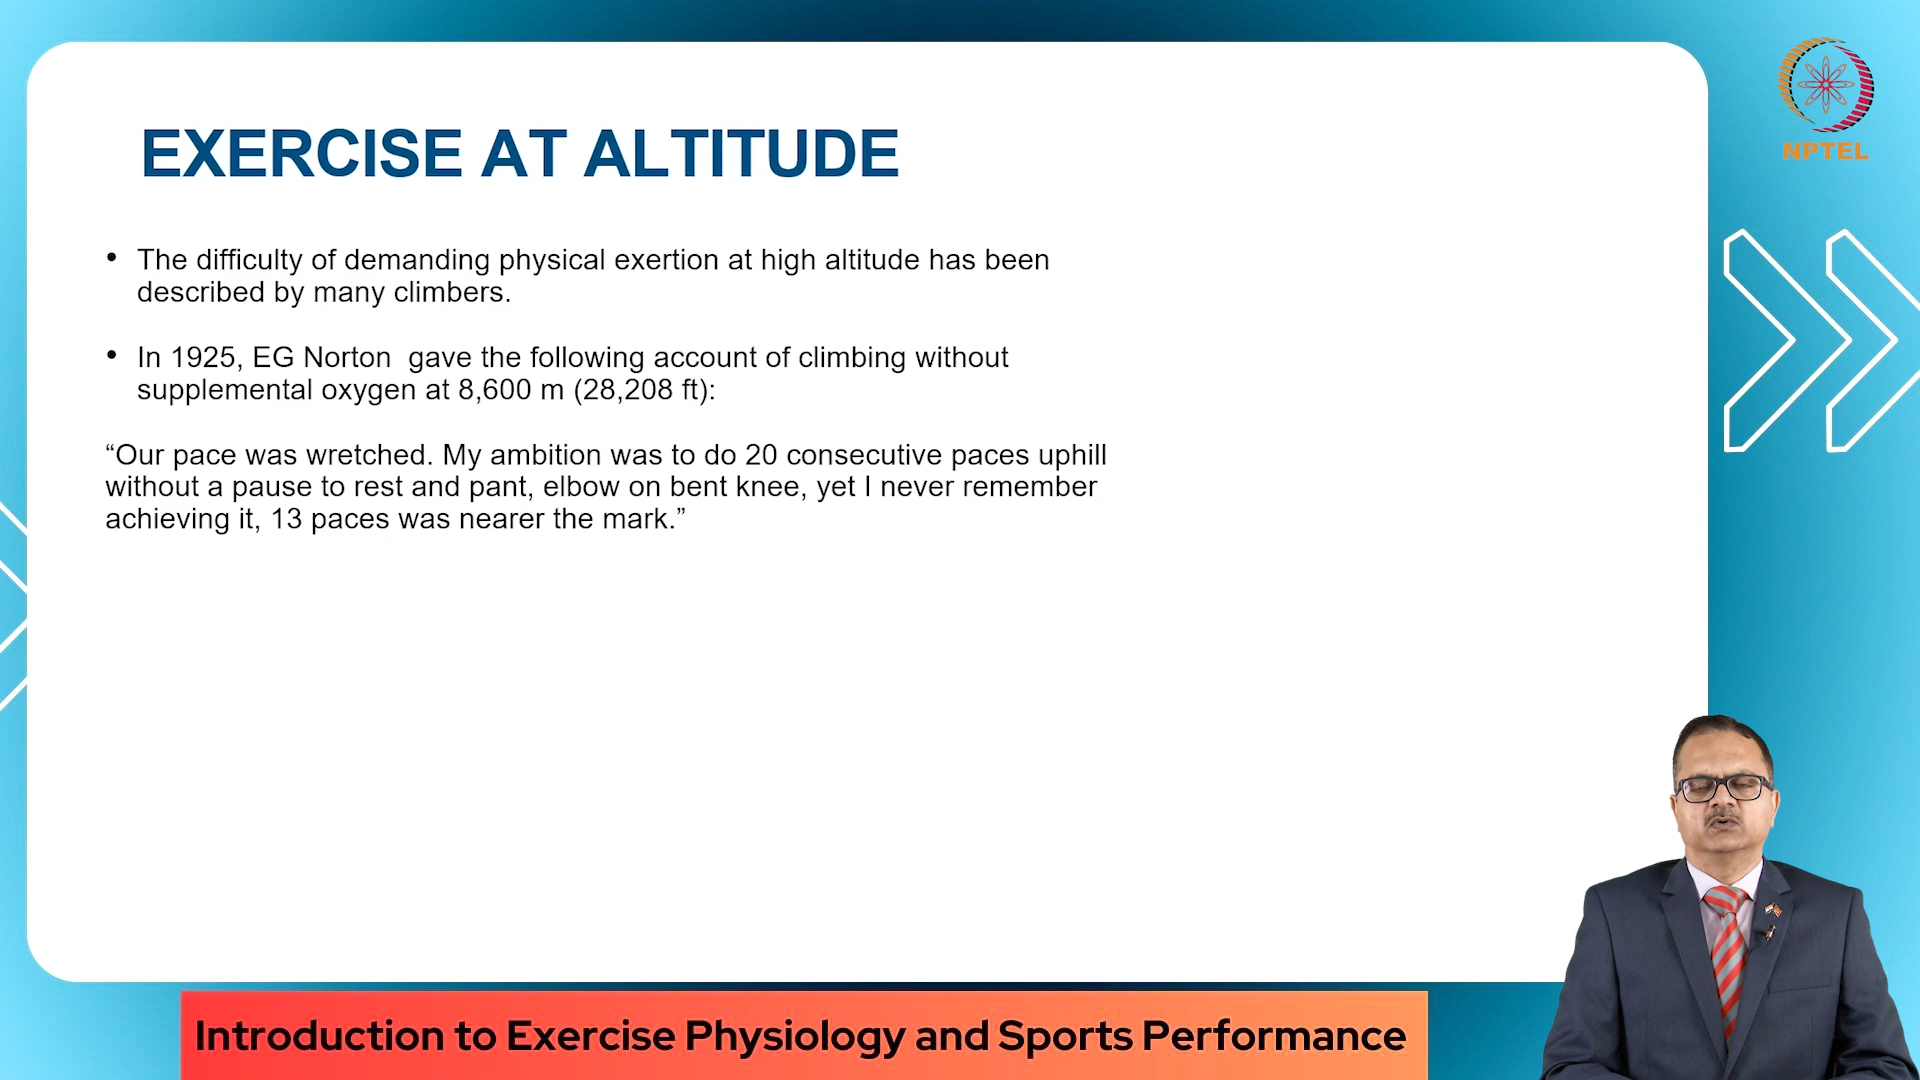 EXERCISE AT ALTITUDE
NPTEL
• The difficulty of demanding physical exertion at high altitude has been
described by many climbers.
• In 1925, EG Norton  gave the following account of climbing without
supplemental oxygen at 8,600 m (28,208 ft):
“Our pace was wretched. My ambition was to do 20 consecutive paces uphill
without a pause to rest and pant, elbow on bent knee, yet I never remember
achieving it, 13 paces was nearer the mark.”
Introduction to Exercise Physiology and Sports Performance